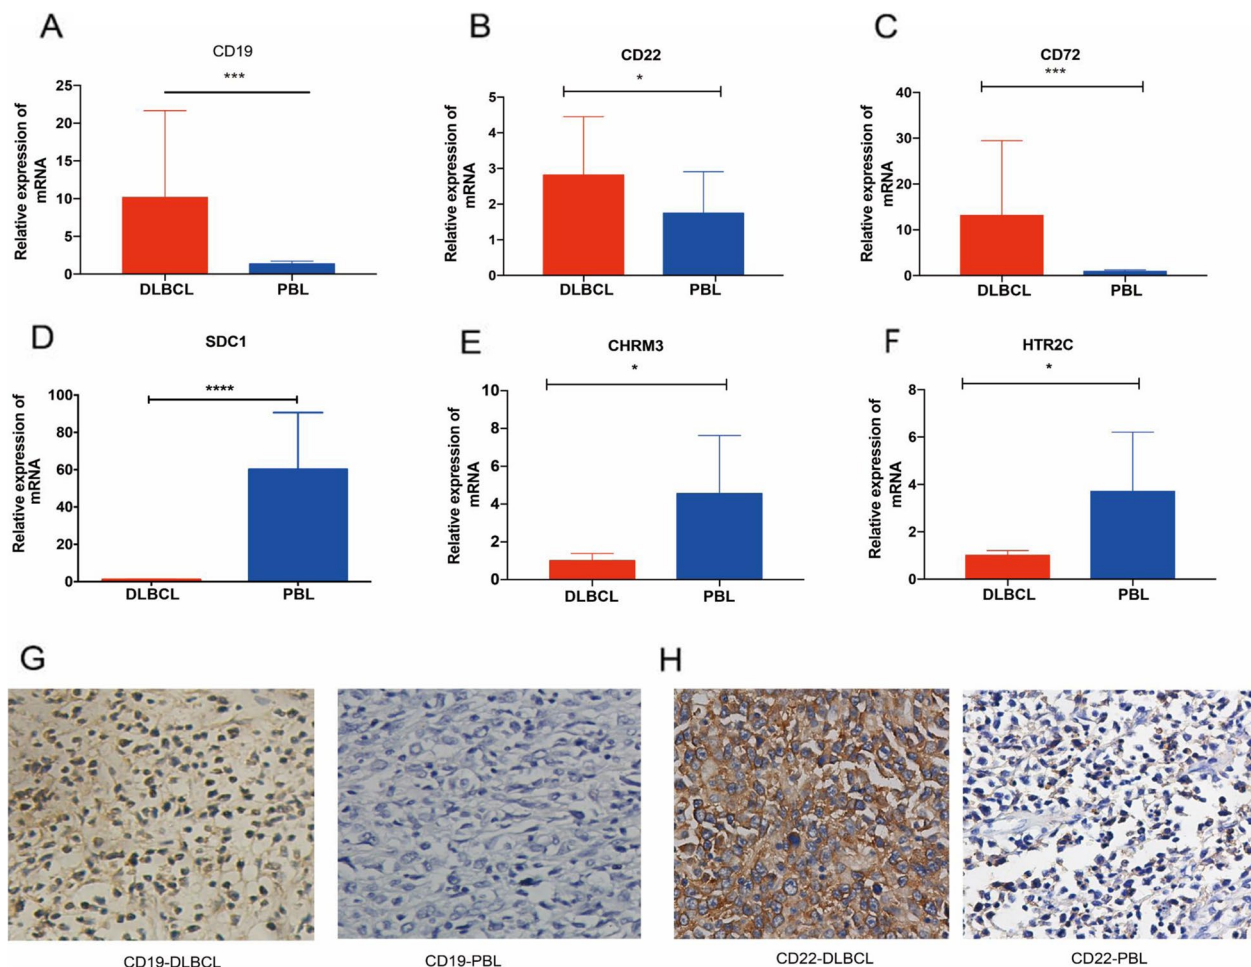 A
CD19
***
Relative expression of
mRNA
25
20
15
10
5
0
DLBCL PBL
B
CD22
*
Relative expression of
mRNA
5
4
3
2
1
0
DLBCL PBL
C
CD72
***
Relative expression of
mRNA
40
30
20
10
0
DLBCL PBL
D
SDC1
****
Relative expression of
mRNA
100
80
60
40
20
0
DLBCL PBL
E
CHRM3
*
Relative expression of
mRNA
10
8
6
4
2
0
DLBCL PBL
F
HTR2C
*
Relative expression of
mRNA
8
6
4
2
0
DLBCL PBL
G
CD19-DLBCL CD19-PBL
H
CD22-DLBCL CD22-PBL